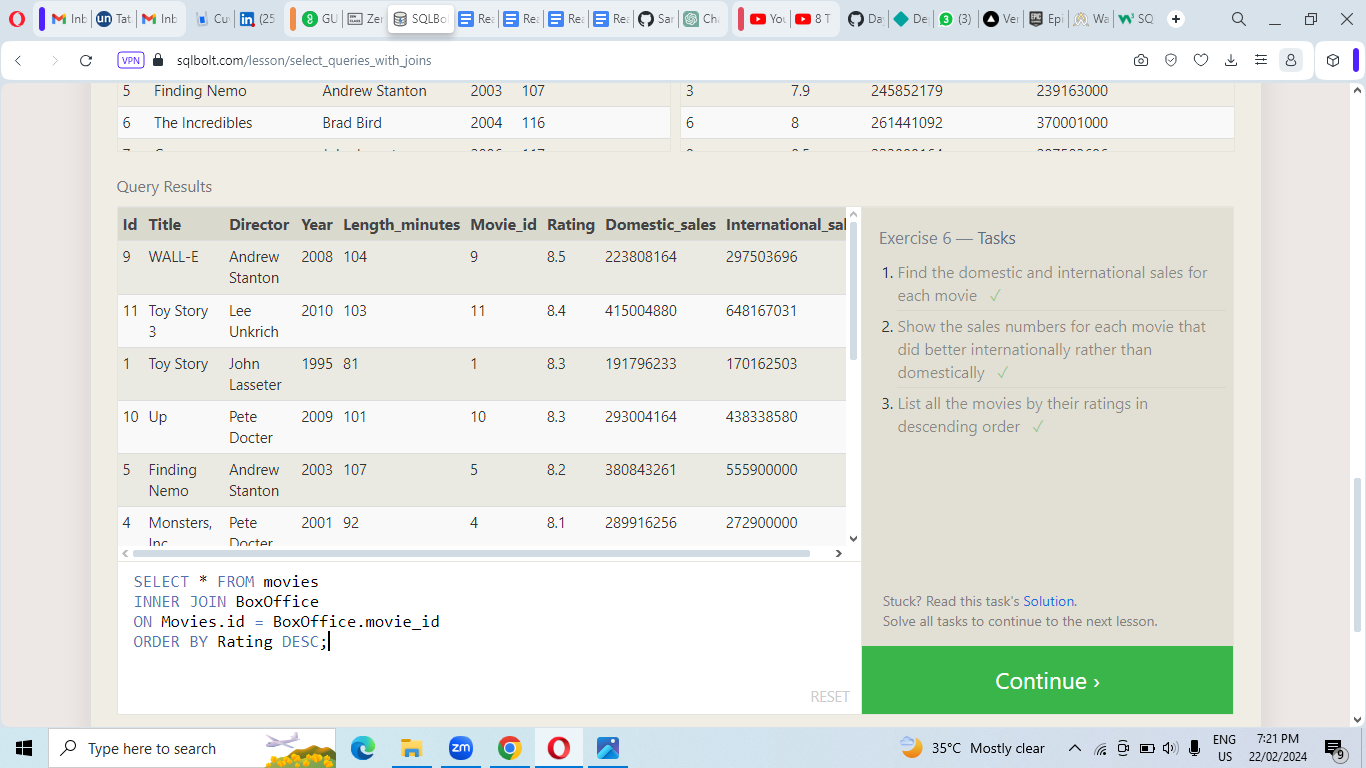 Inb
Tat
Inb
Cu
(25
GU
Zer
SQLBo
Rea
Rea
Rea
Rea
Sar
Cha
You
8 T
Da
De
(3)
Ver
Epi
Wa
SQ
VPN
sqlbolt.com/lesson/select_queries_with_joins
5 Finding Nemo Andrew Stanton 2003 107
3 7.9 245852179 239163000
6 The Incredibles Brad Bird 2004 116
6 8 261441092 370001000
Query Results
Id Title Director Year Length_minutes Movie_id Rating Domestic_sales International_sal
9 WALL-E Andrew Stanton 2008 104 9 8.5 223808164 297503696
11 Toy Story 3 Lee Unkrich 2010 103 11 8.4 415004880 648167031
1 Toy Story John Lasseter 1995 81 1 8.3 191796233 170162503
10 Up Pete Docter 2009 101 10 8.3 293004164 438338580
5 Finding Nemo Andrew Stanton 2003 107 5 8.2 380843261 555900000
4 Monsters, Inc. Pete Docter 2001 92 4 8.1 289916256 272900000
SELECT * FROM movies
INNER JOIN BoxOffice
ON Movies.id = BoxOffice.movie_id
ORDER BY Rating DESC;
RESET
Exercise 6 — Tasks
1. Find the domestic and international sales for
each movie ✓
2. Show the sales numbers for each movie that
did better internationally rather than
domestically ✓
3. List all the movies by their ratings in
descending order ✓
Stuck? Read this task's Solution.
Solve all tasks to continue to the next lesson.
Continue ›
Type here to search
zm
35°C Mostly clear
ENG
US
7:21 PM
22/02/2024
9